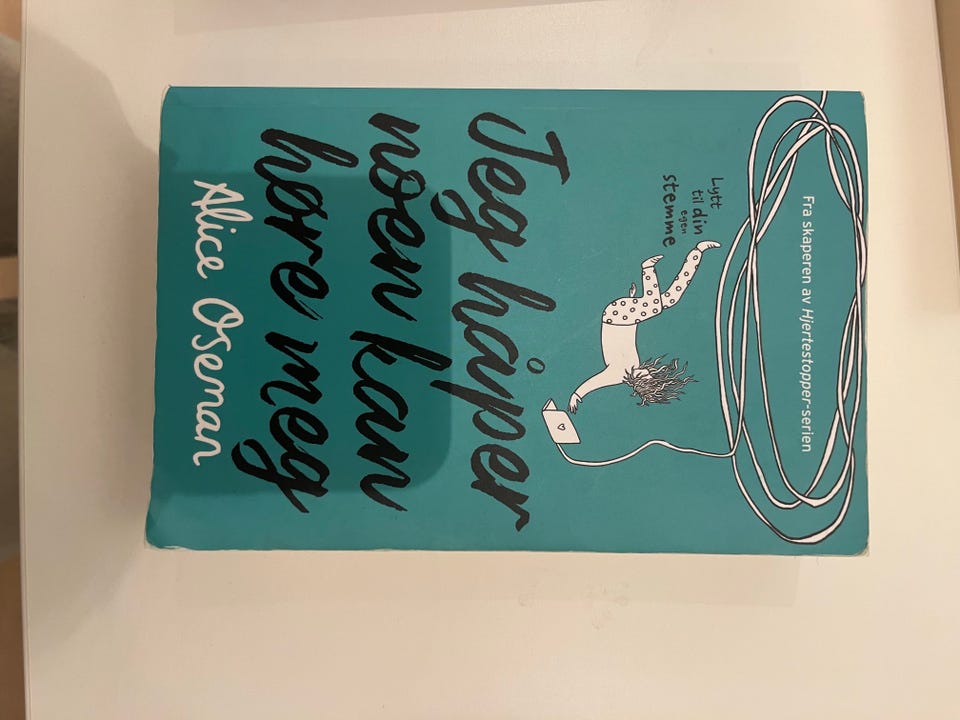 Fra skaperen av Hjertestopper-serien
Lytt
til din
egen
stemme
Jeg håper
noen kan
høre meg
Alice Oseman